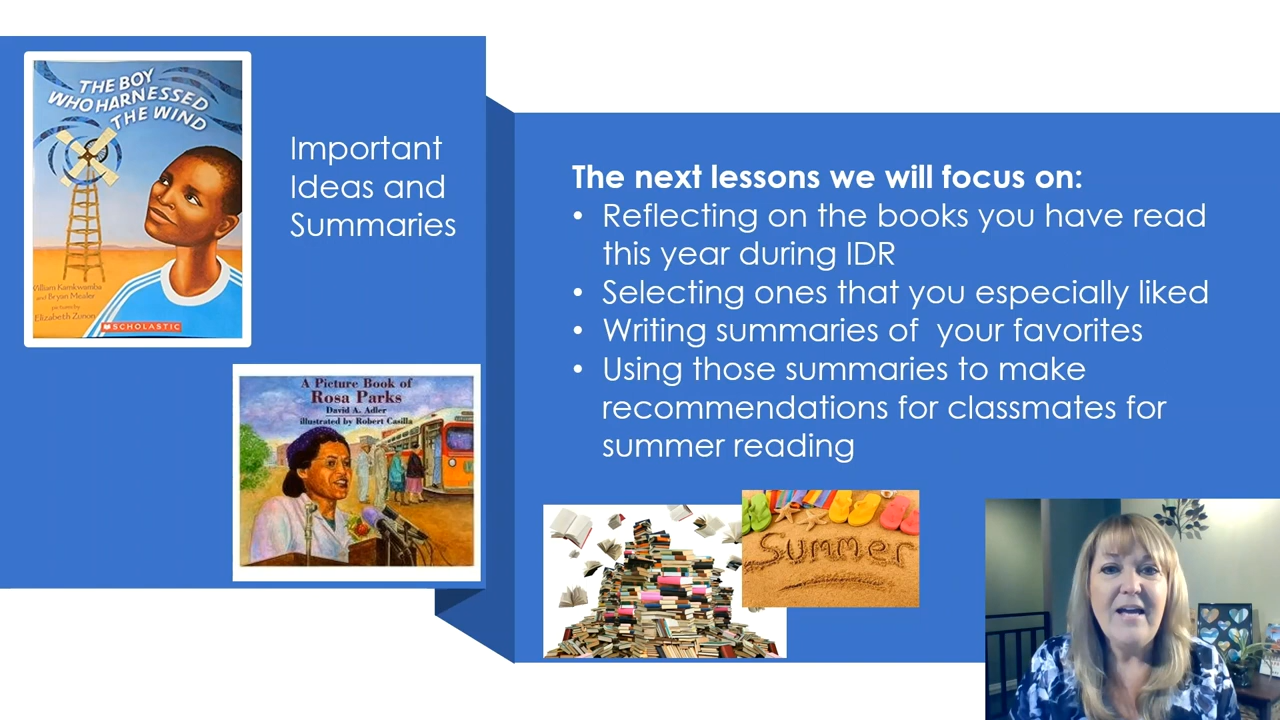 THE BOY
WHO HARNESSED
THE WIND
William Kamkwamba
and Bryan Mealer
pictures by
Elizabeth Zunon
SCHOLASTIC
Important
Ideas and
Summaries
A Picture Book of
Rosa Parks
David A. Adler
illustrated by Robert Casilla
The next lessons we will focus on:
• Reflecting on the books you have read
this year during IDR
• Selecting ones that you especially liked
• Writing summaries of  your favorites
• Using those summaries to make
recommendations for classmates for
summer reading
Summer